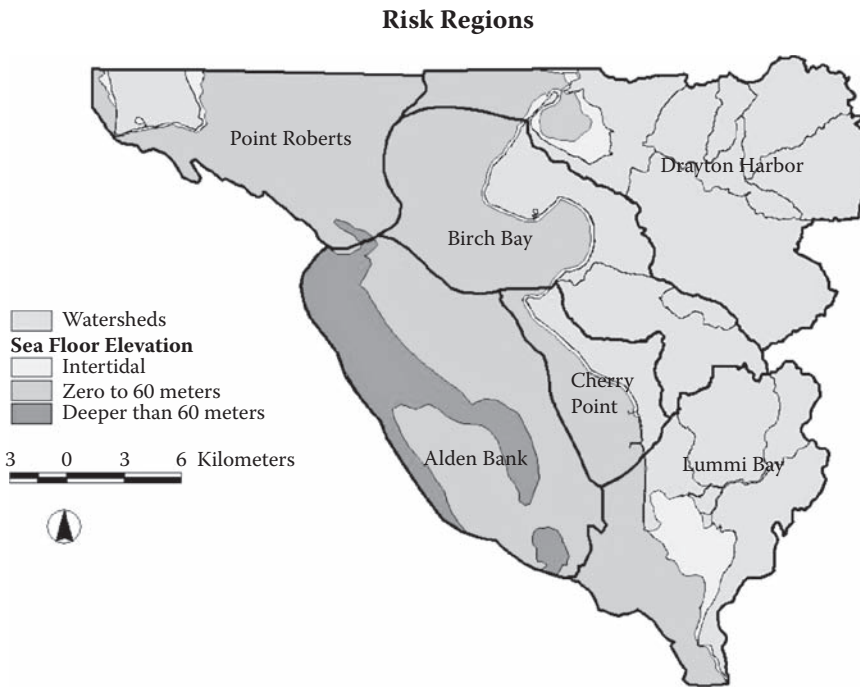 Risk Regions
Point Roberts
Drayton Harbor
Birch Bay
Watersheds
Sea Floor Elevation
Intertidal
Zero to 60 meters
Deeper than 60 meters
Cherry
Point
3 0 3 6 Kilometers
Alden Bank
Lummi Bay